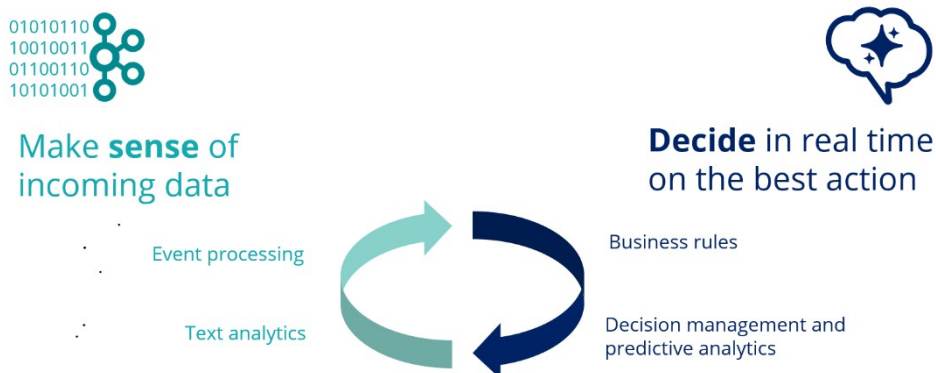 01010110
10010011
01100110
10101001
Make sense of
incoming data
Event processing
Text analytics
Decide in real time
on the best action
Business rules
Decision management and
predictive analytics